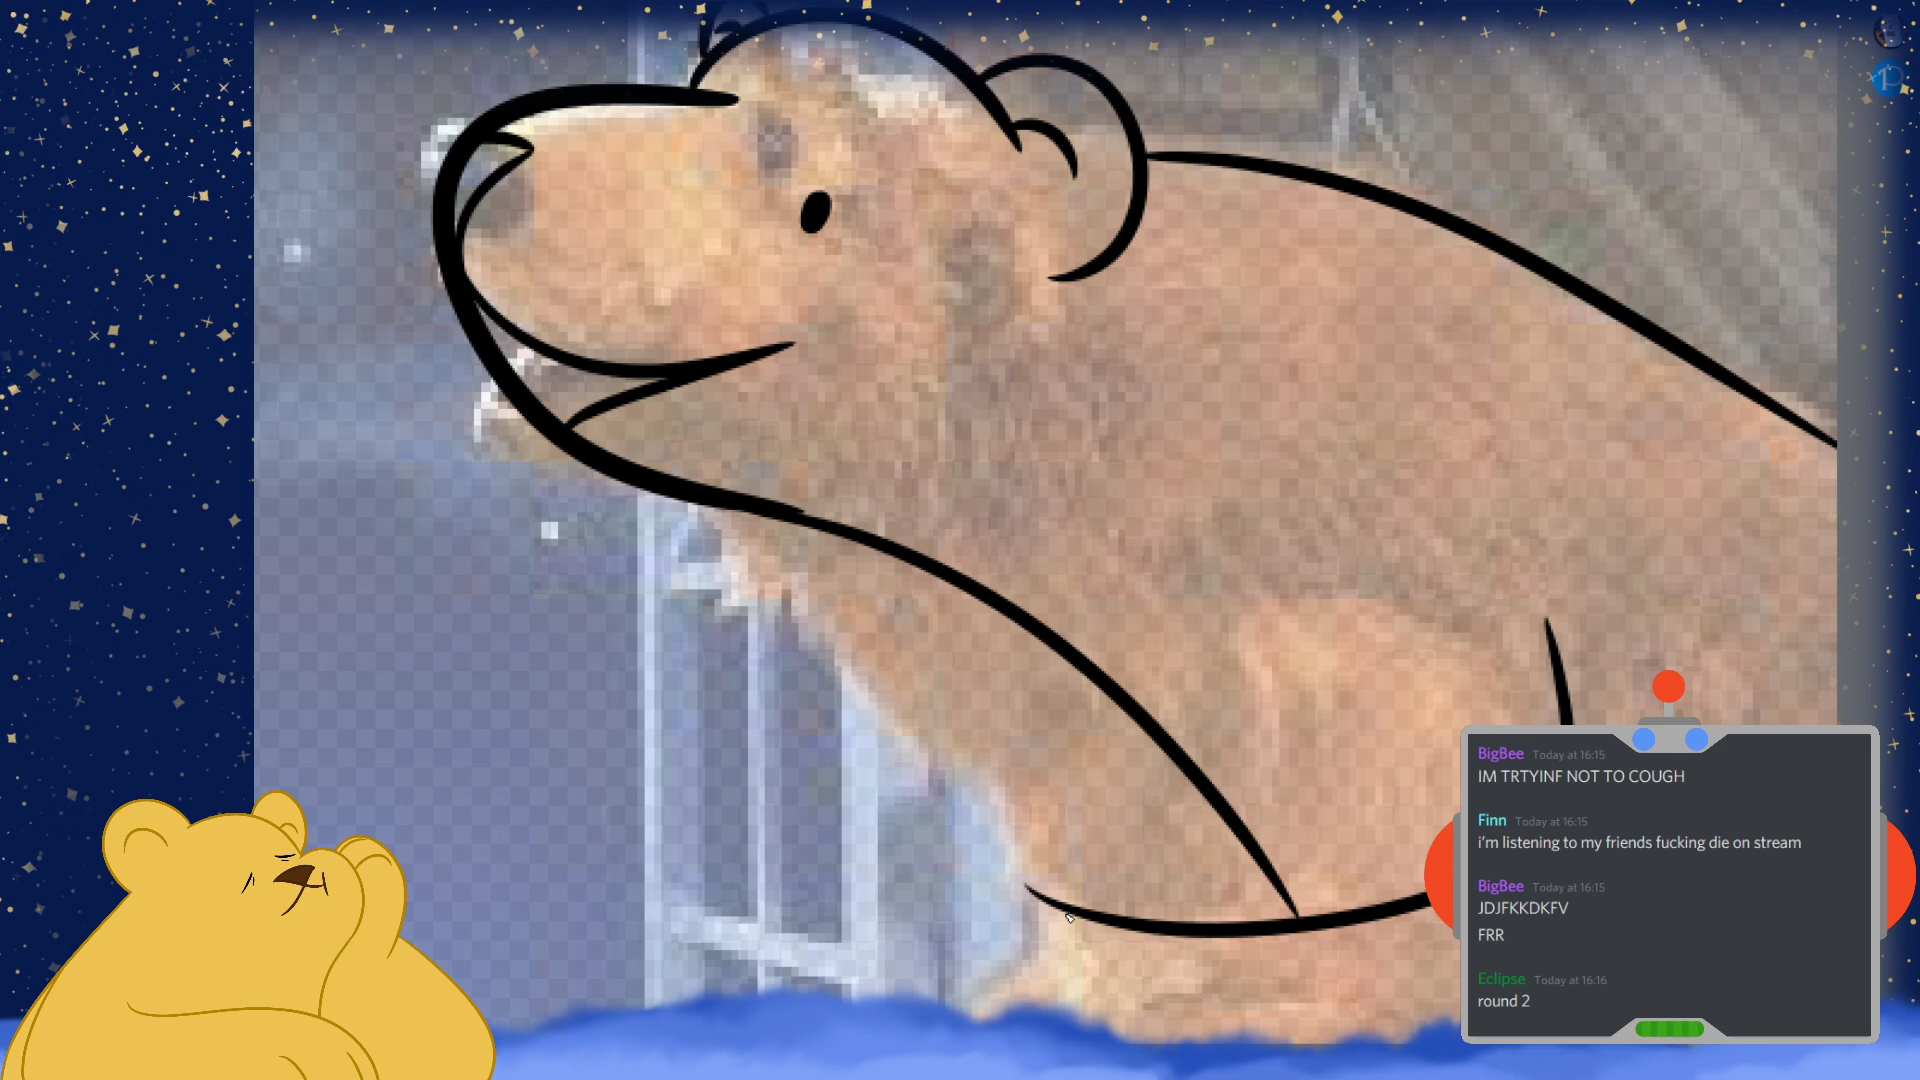 BigBee Today at 16:15
IM TRTYINF NOT TO COUGH
Finn Today at 16:15
i'm listening to my friends fucking die on stream
BigBee Today at 16:15
JDJFKKDKFV
FRR
Eclipse Today at 16:16
round 2